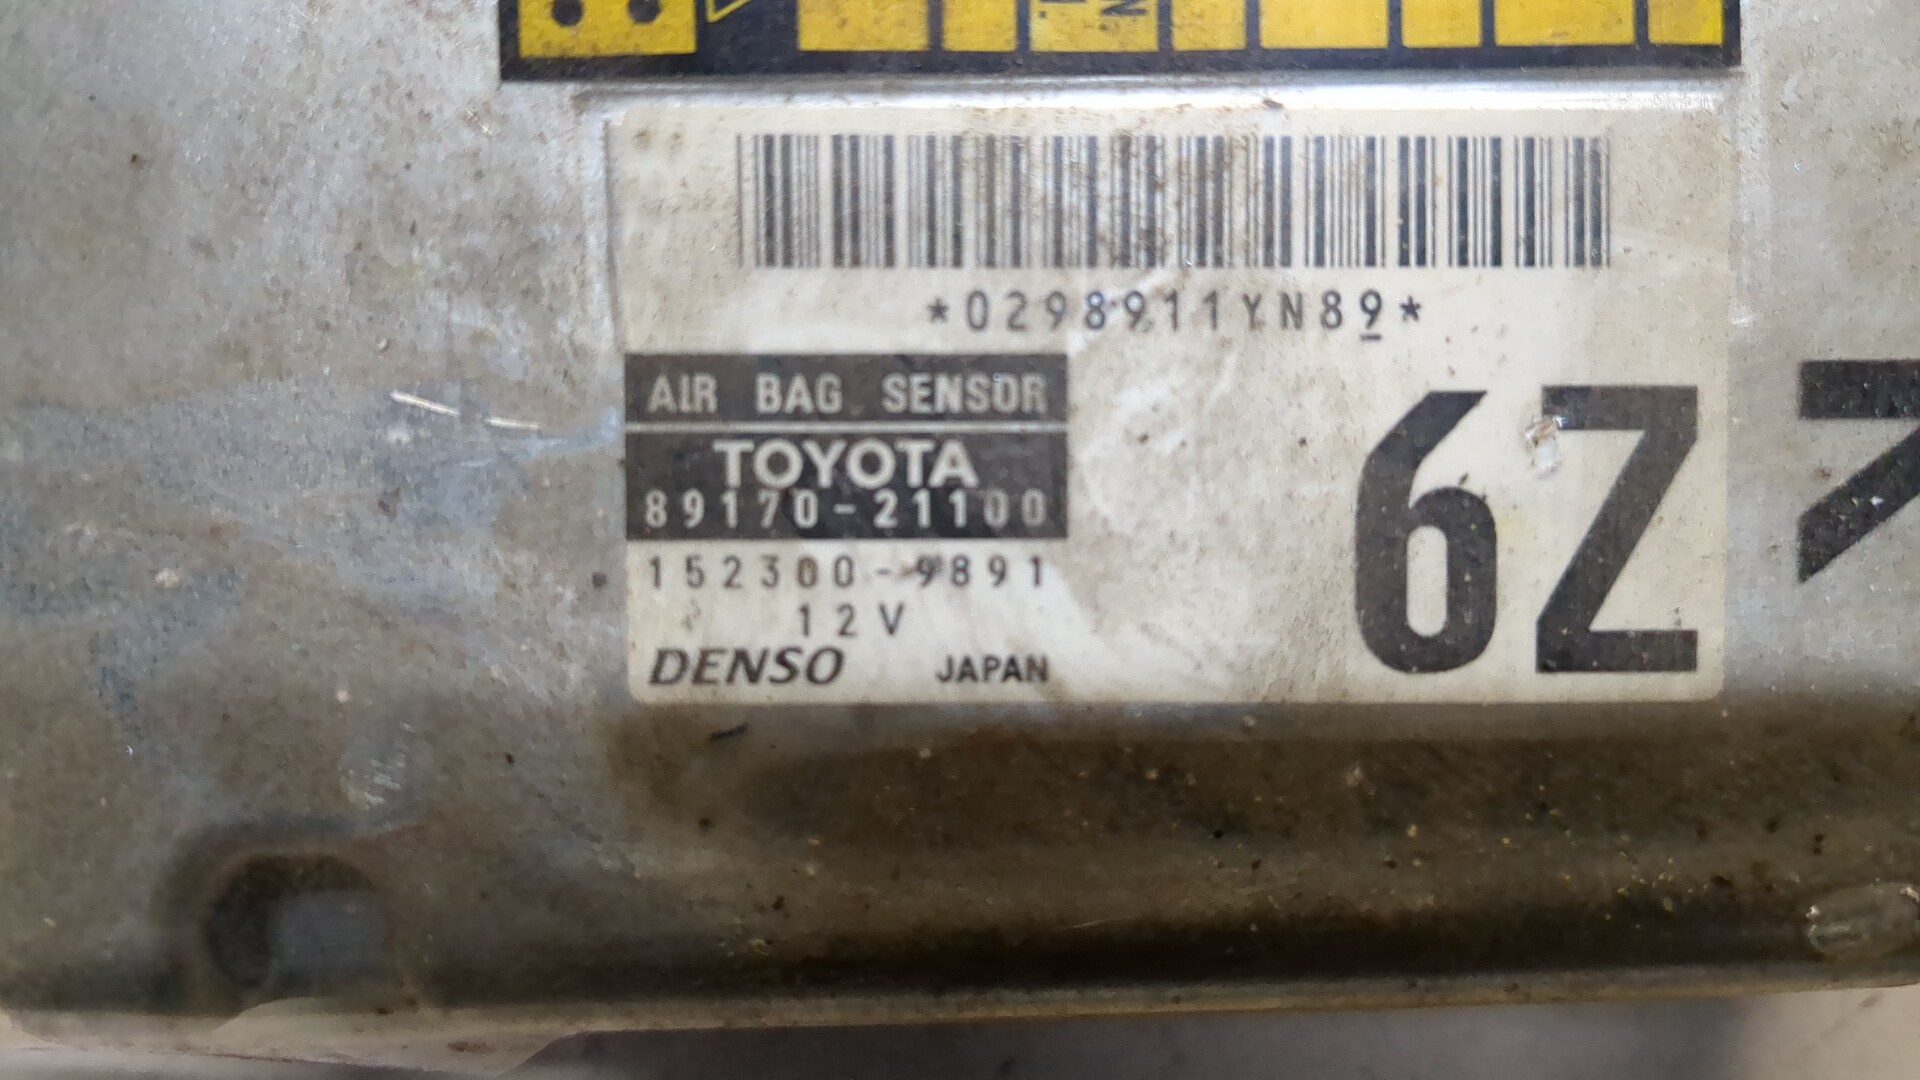 *0298911YN89*
AIR BAG SENSOR
TOYOTA
89170-21100
152300-9891
12V
DENSO JAPAN
6Z